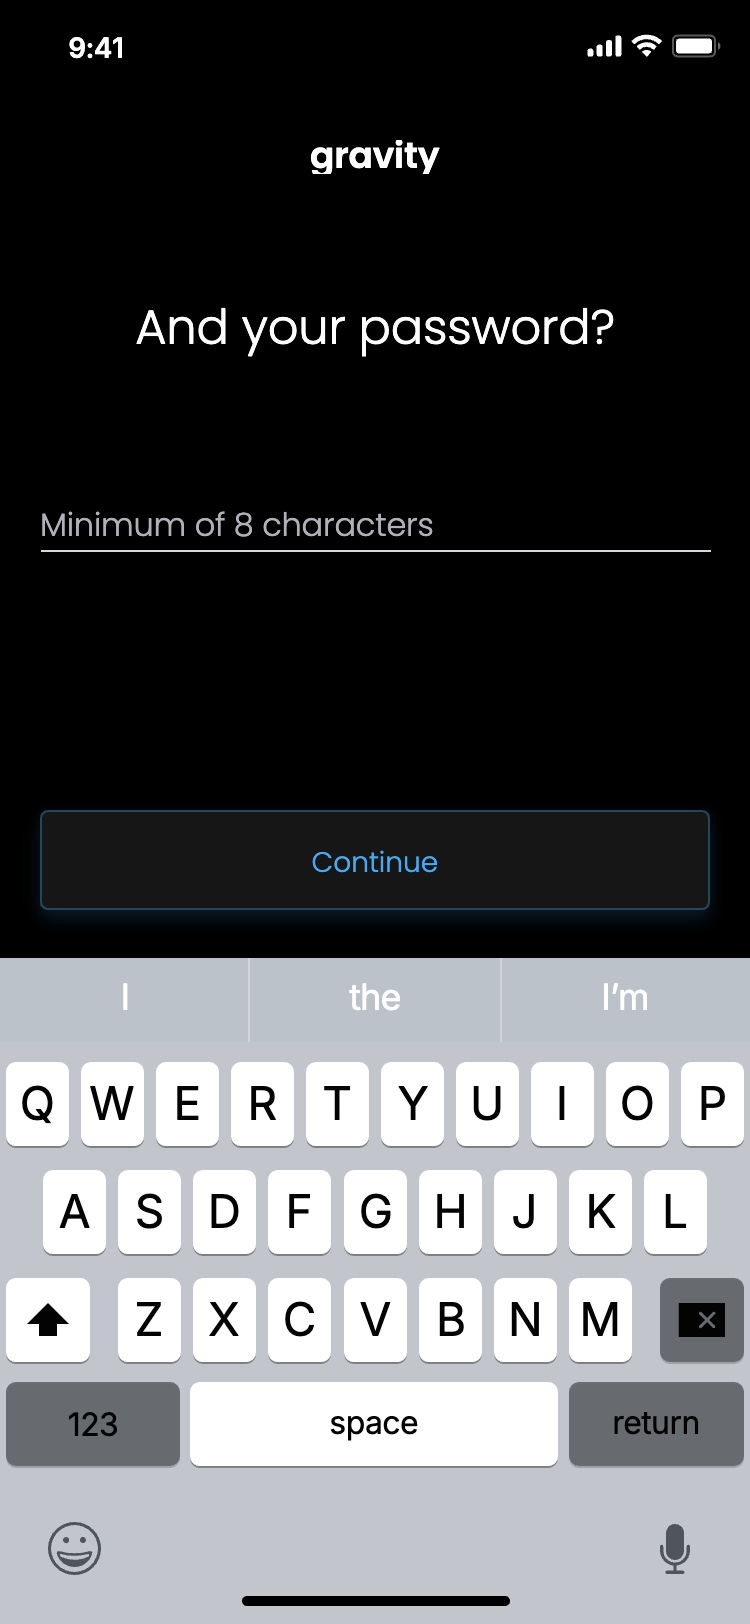 9:41
gravity
And your password?
Minimum of 8 characters
Continue
I the I'm
Q W E R T Y U I O P
A S D F G H J K L
Z X C V B N M
123 space return